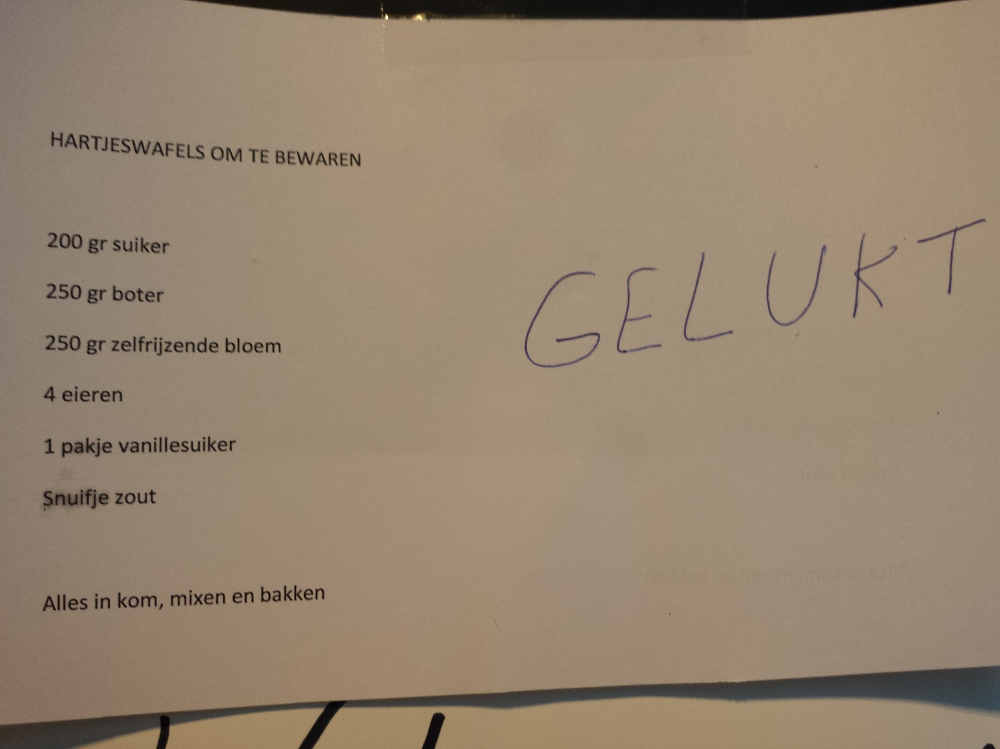 HARTJESWAFELS OM TE BEWAREN
200 gr suiker
250 gr boter
250 gr zelfrijzende bloem
4 eieren
1 pakje vanillesuiker
Snuifje zout
Alles in kom, mixen en bakken
GELUKT